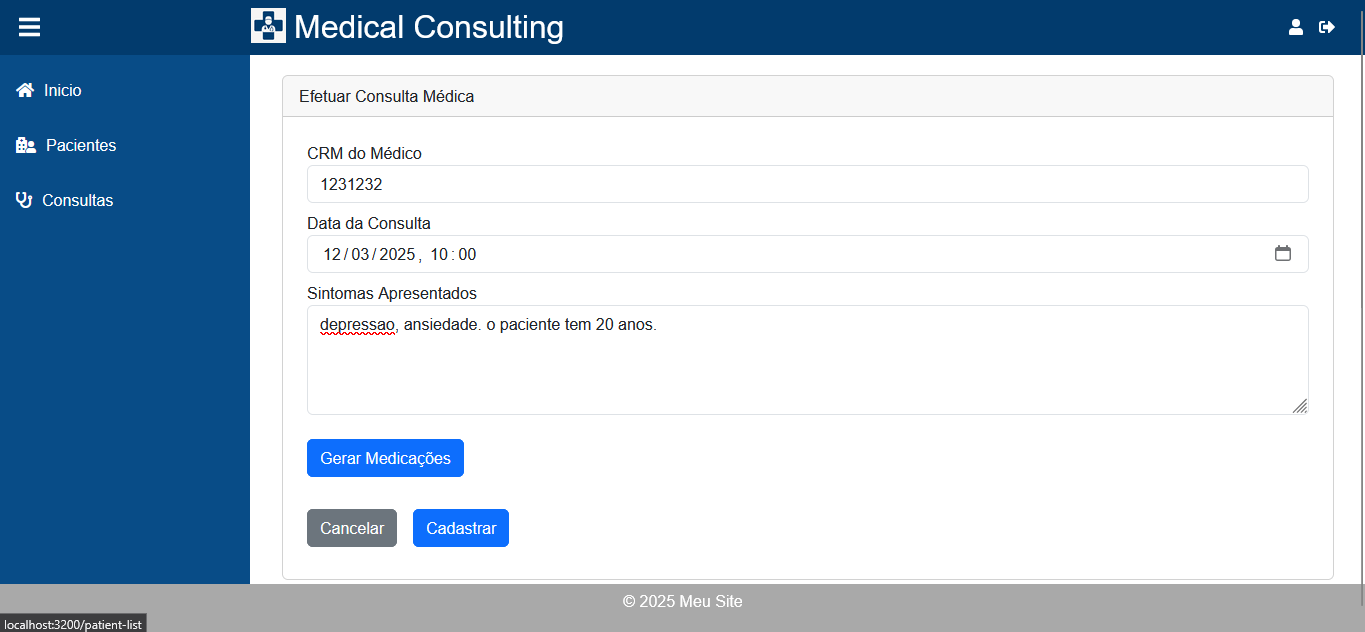 Medical Consulting
Inicio
Pacientes
Consultas
Efetuar Consulta Médica
CRM do Médico
1231232
Data da Consulta
12/03/2025, 10:00
Sintomas Apresentados
depressao, ansiedade. o paciente tem 20 anos.
Gerar Medicações
Cancelar Cadastrar
© 2025 Meu Site
localhost:3200/patient-list